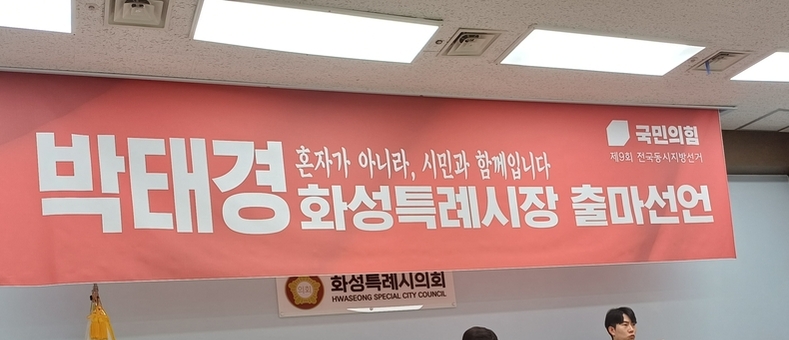 국민의힘
제9회 전국동시지방선거
박태경
혼자가 아니라, 시민과 함께입니다
화성특례시장 출마선언
의회
화성특례시의회
HWASEONG SPECIAL CITY COUNCIL